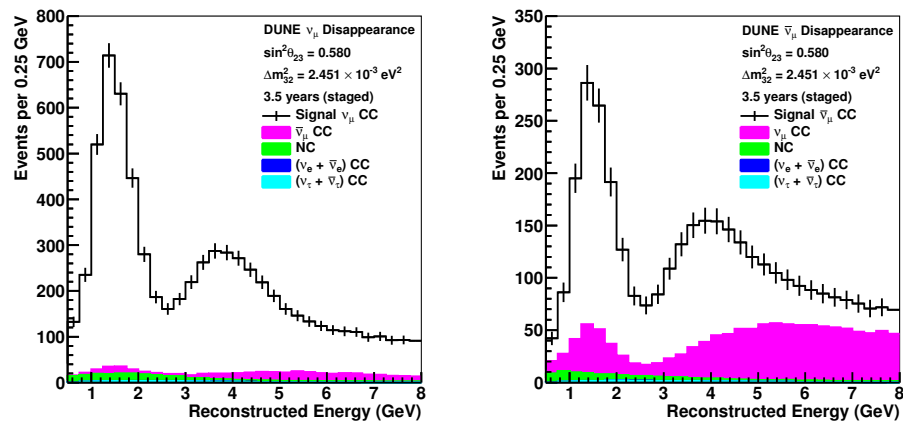 DUNE ν_μ Disappearance
sin²θ₂₃ = 0.580
Δm²₃₂ = 2.451 × 10⁻³ eV²
3.5 years (staged)
Signal ν_μ CC
ν̄_μ CC
NC
(ν_e + ν̄_e) CC
(ν_τ + ν̄_τ) CC
Events per 0.25 GeV
800
700
600
500
400
300
200
100
0
1 2 3 4 5 6 7 8
Reconstructed Energy (GeV)
DUNE ν̄_μ Disappearance
sin²θ₂₃ = 0.580
Δm²₃₂ = 2.451 × 10⁻³ eV²
3.5 years (staged)
Signal ν̄_μ CC
ν_μ CC
NC
(ν_e + ν̄_e) CC
(ν_τ + ν̄_τ) CC
Events per 0.25 GeV
350
300
250
200
150
100
50
0
1 2 3 4 5 6 7 8
Reconstructed Energy (GeV)